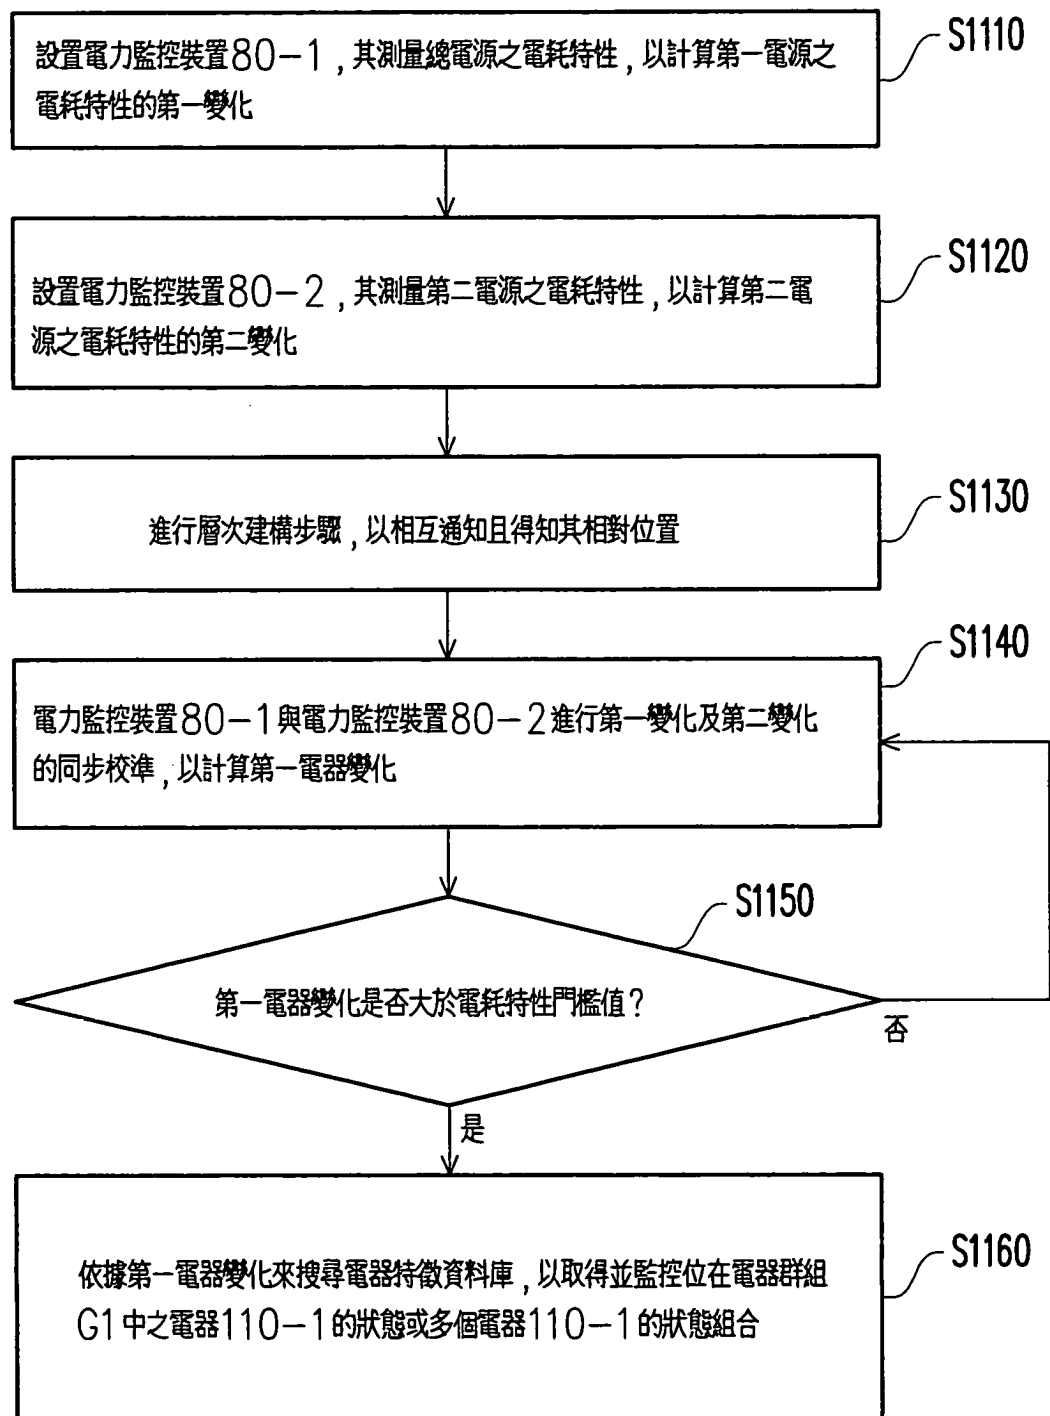 設置電力監控裝置80-1,其測量總電源之電耗特性,以計算第一電源之
電耗特性的第一變化
S1110
設置電力監控裝置80-2,其測量第二電源之電耗特性,以計算第二電
源之電耗特性的第二變化
S1120
進行層次建構步驟,以相互通知且得知其相對位置
S1130
電力監控裝置80-1與電力監控裝置80-2進行第一變化及第二變化
的同步校準,以計算第一電器變化
S1140
第一電器變化是否大於電耗特性門檻值?
S1150
否
是
依據第一電器變化來搜尋電器特徵資料庫,以取得並監控位在電器群組
G1中之電器110-1的狀態或多個電器110-1的狀態組合
S1160